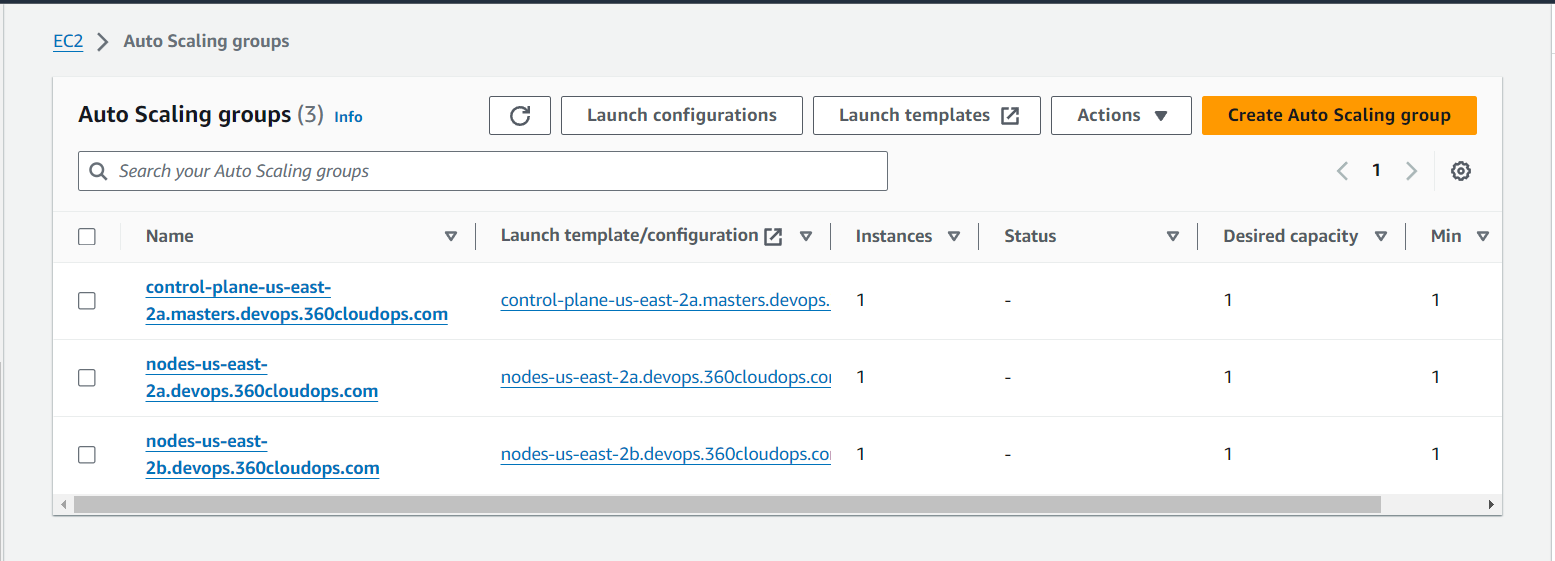 EC2 > Auto Scaling groups
Auto Scaling groups (3) Info
Launch configurations
Launch templates
Actions
Create Auto Scaling group
Search your Auto Scaling groups
1
Name
Launch template/configuration
Instances
Status
Desired capacity
Min
control-plane-us-east-
2a.masters.devops.360cloudops.com
control-plane-us-east-2a.masters.devops.
1
-
1
1
nodes-us-east-
2a.devops.360cloudops.com
nodes-us-east-2a.devops.360cloudops.co
1
-
1
1
nodes-us-east-
2b.devops.360cloudops.com
nodes-us-east-2b.devops.360cloudops.co
1
-
1
1